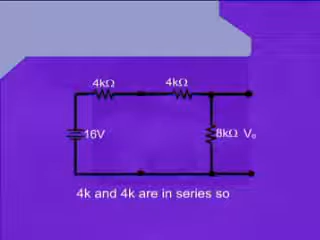 4kΩ 4kΩ
16V 8kΩ Vₒ
4k and 4k are in series so